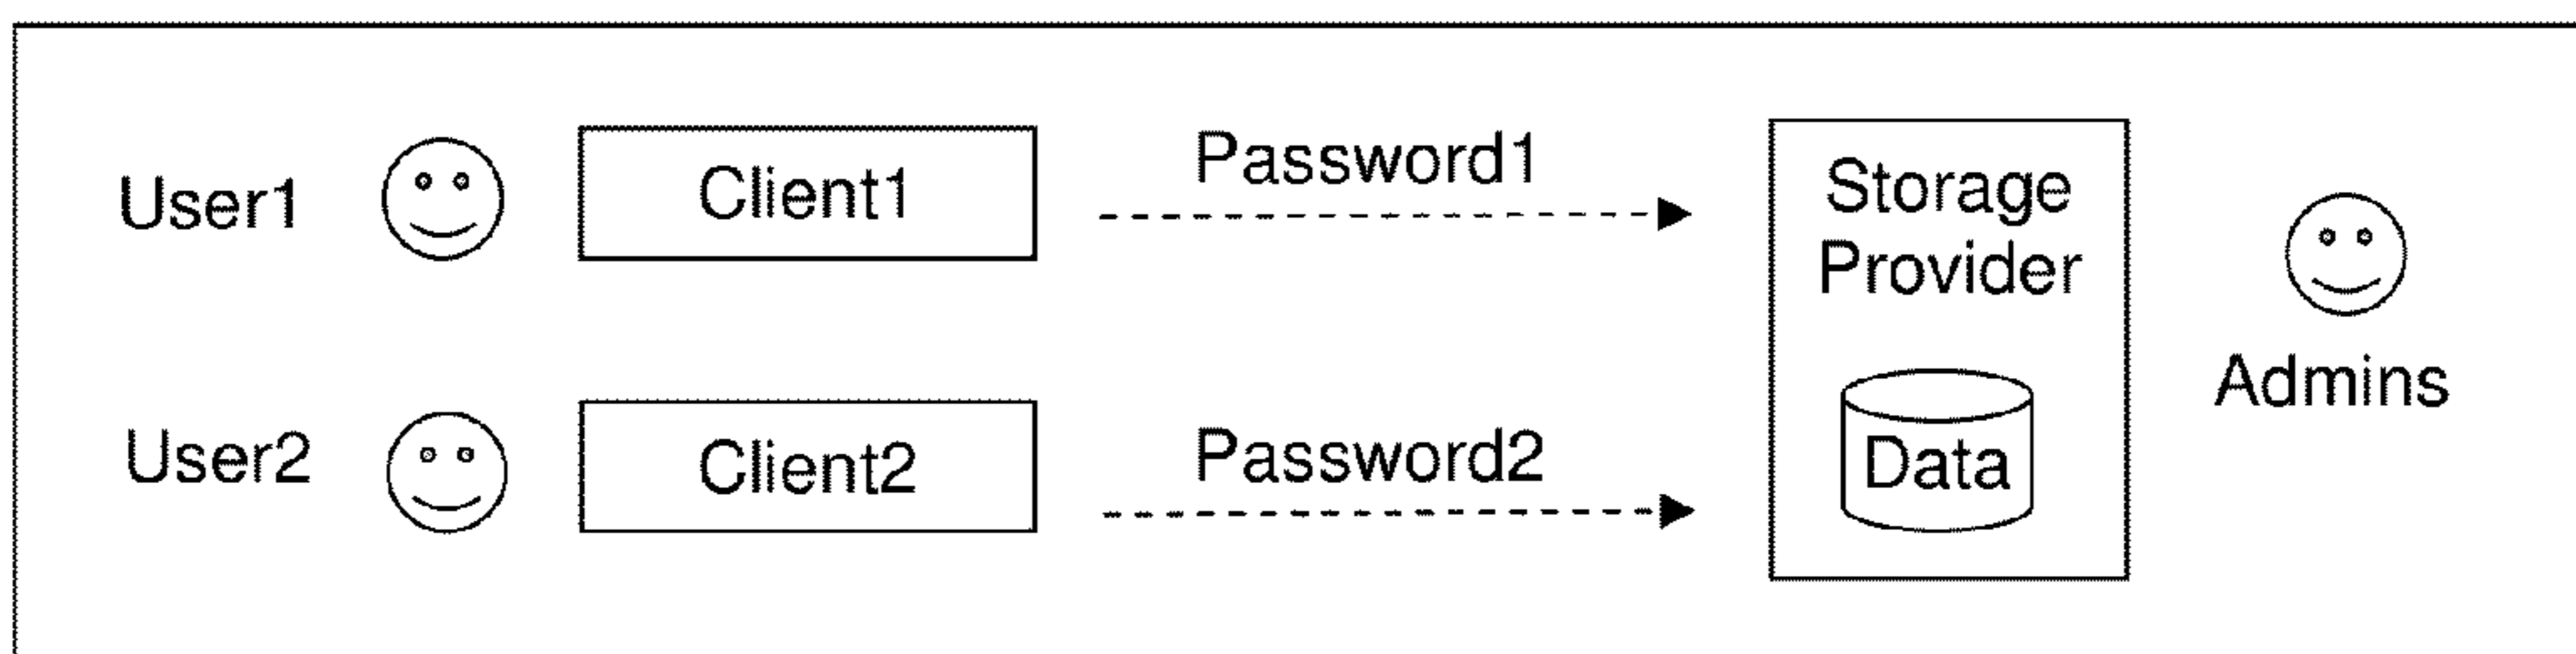 User1
Client1
Password1
Storage
Provider
Admins
User2
Client2
Password2
Data